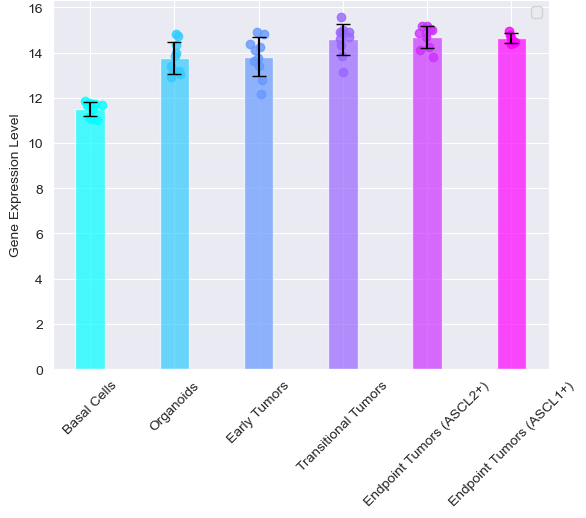 Gene Expression Level
16
14
12
10
8
6
4
2
0
Basal Cells
Organoids
Early Tumors
Transitional Tumors
Endpoint Tumors (ASCL2+)
Endpoint Tumors (ASCL1+)